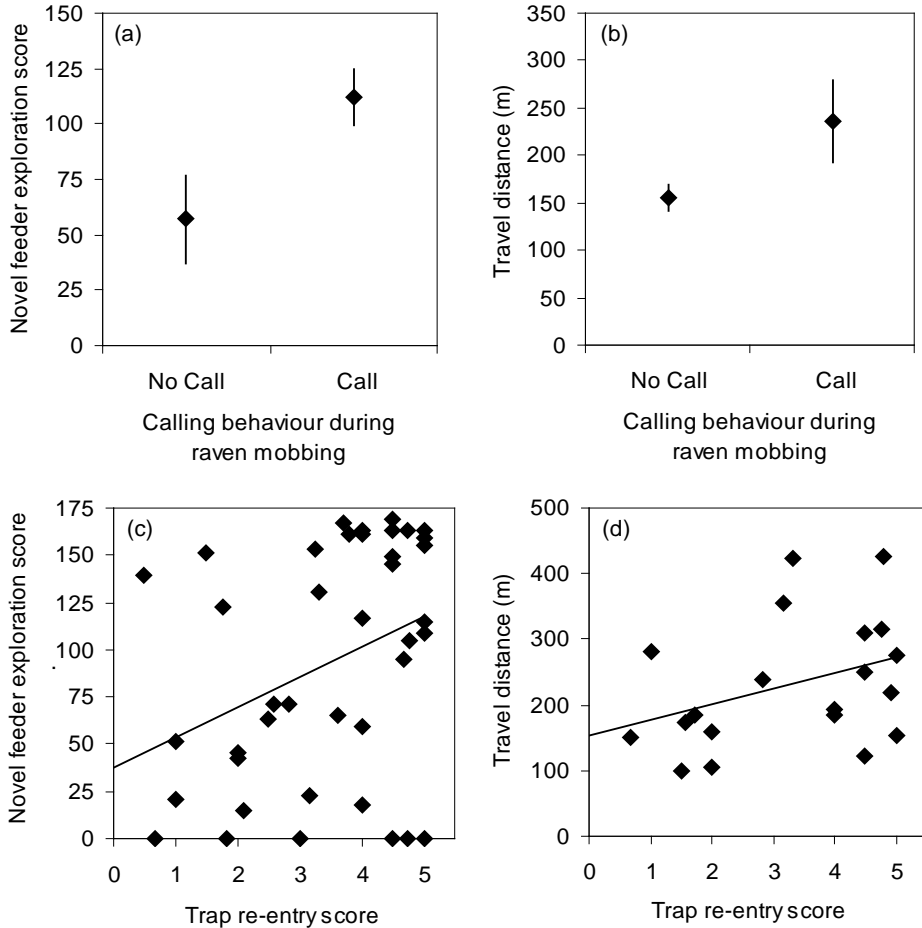 (a)
Novel feeder exploration score
150
125
100
75
50
25
0
No Call
Call
Calling behaviour during
raven mobbing
(b)
Travel distance (m)
350
300
250
200
150
100
50
0
No Call
Call
Calling behaviour during
raven mobbing
(c)
Novel feeder exploration score
175
150
125
100
75
50
25
0
0 1 2 3 4 5
Trap re-entry score
(d)
Travel distance (m)
500
400
300
200
100
0
0 1 2 3 4 5
Trap re-entry score